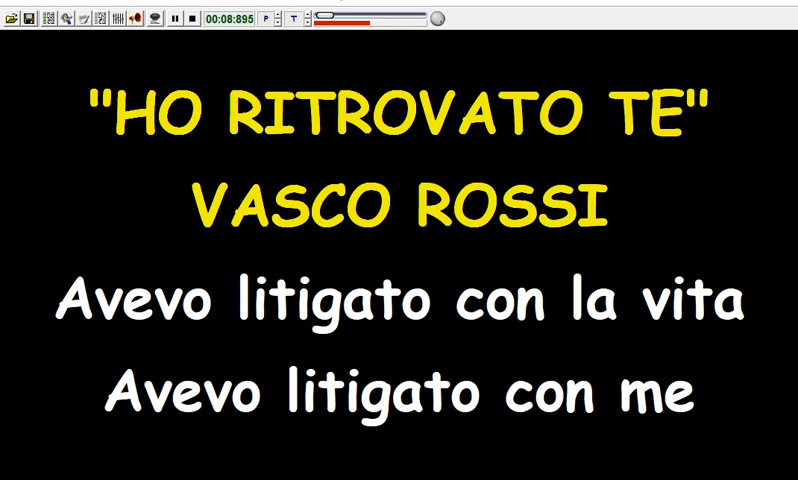 00:08:895 P T
"HO RITROVATO TE"
VASCO ROSSI
Avevo litigato con la vita
Avevo litigato con me